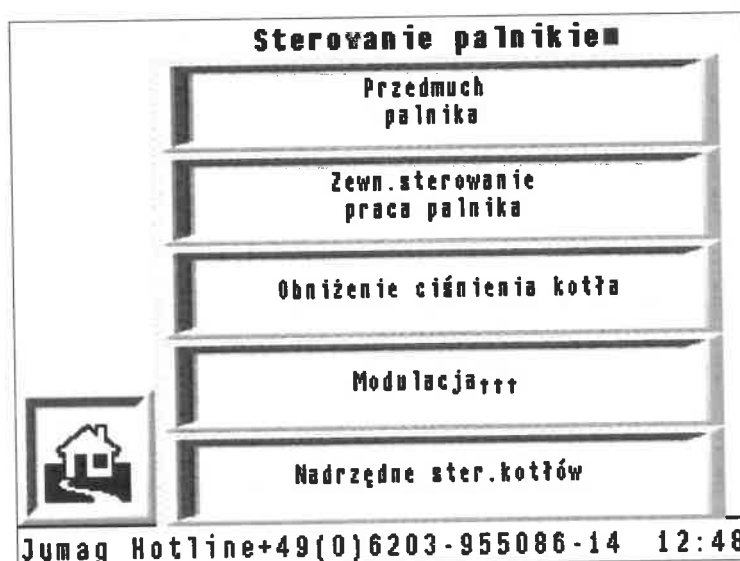 Sterowanie palnikiem
Przedmuch
palnika
Zewn.sterowanie
praca palnika
Obniżenie ciśnienia kotła
Modulacja†††
Nadrzędne ster.kotłów
Jumag Hotline+49(0)6203-955086-14 12:48